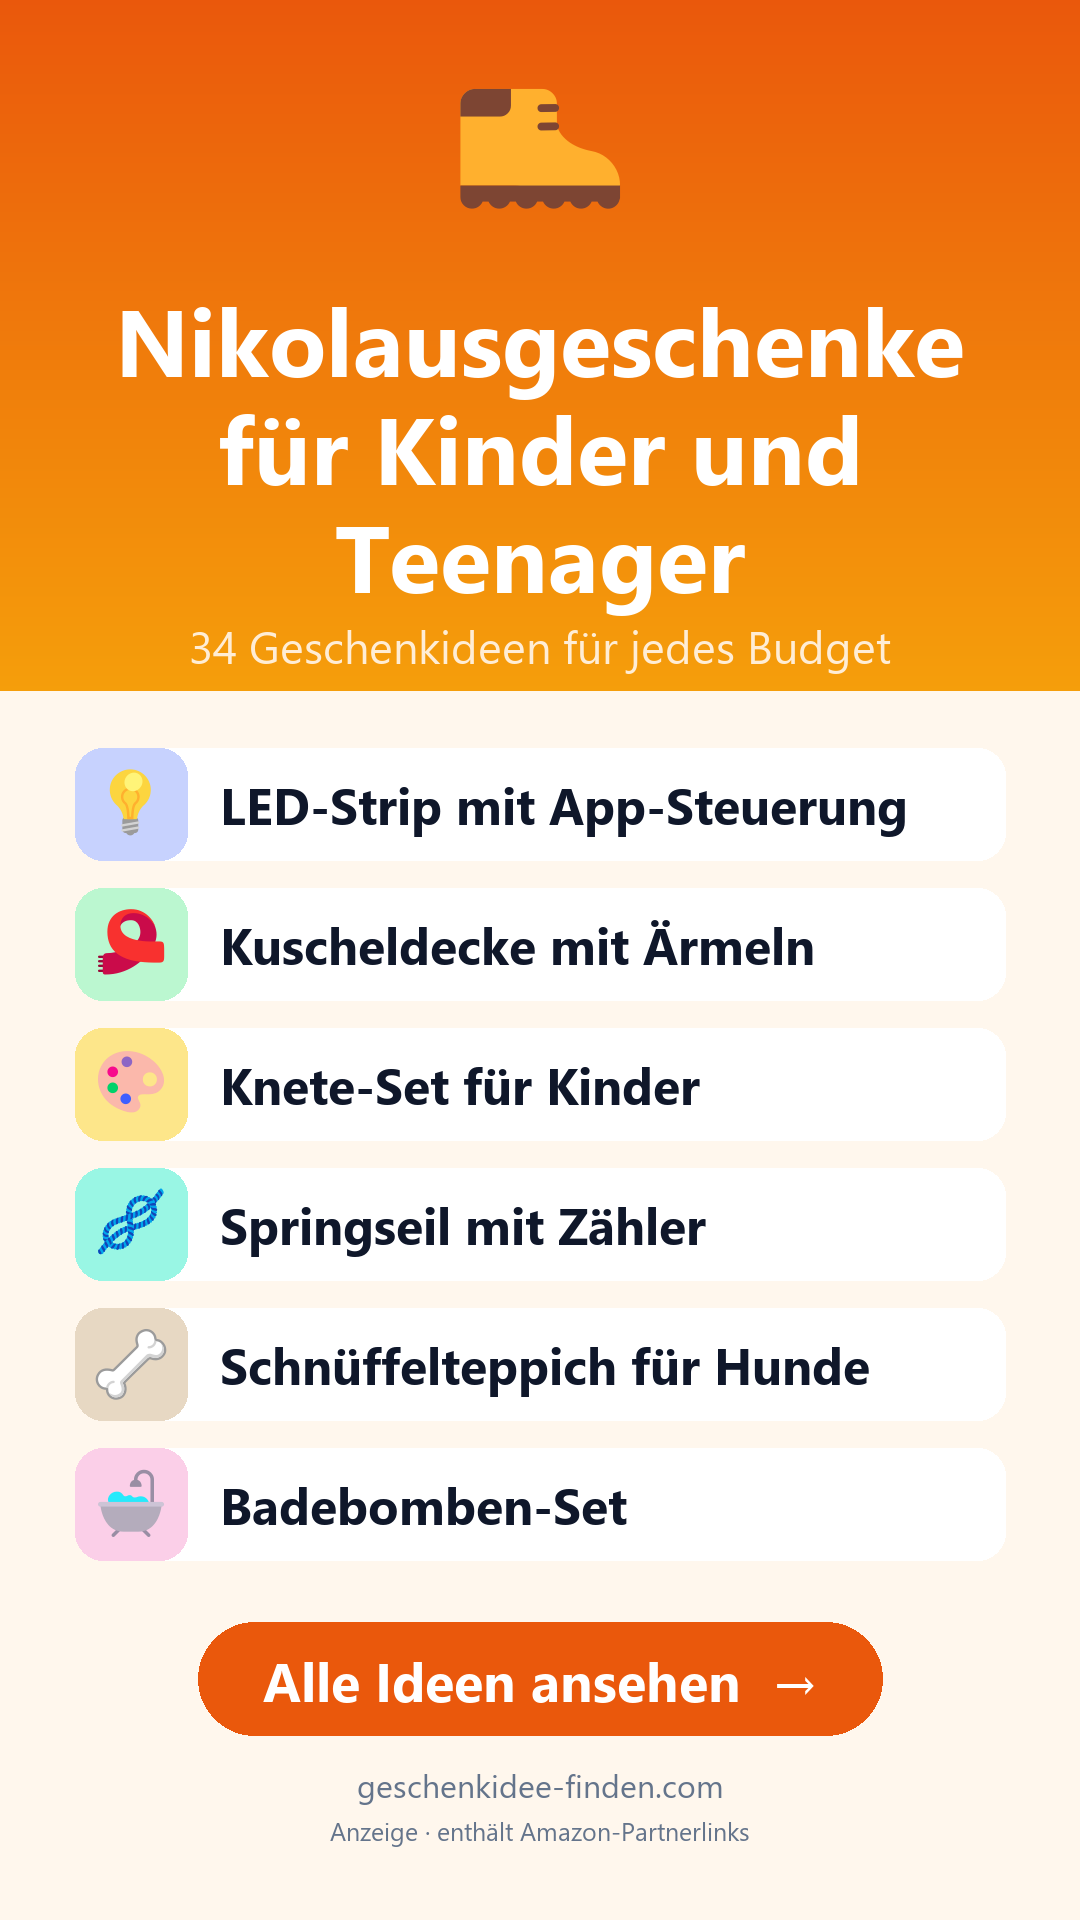 Nikolausgeschenke
für Kinder und
Teenager
34 Geschenkideen für jedes Budget
LED-Strip mit App-Steuerung
Kuscheldecke mit Ärmeln
Knete-Set für Kinder
Springseil mit Zähler
Schnüffelteppich für Hunde
Badebomben-Set
Alle Ideen ansehen →
geschenkidee-finden.com
Anzeige · enthält Amazon-Partnerlinks